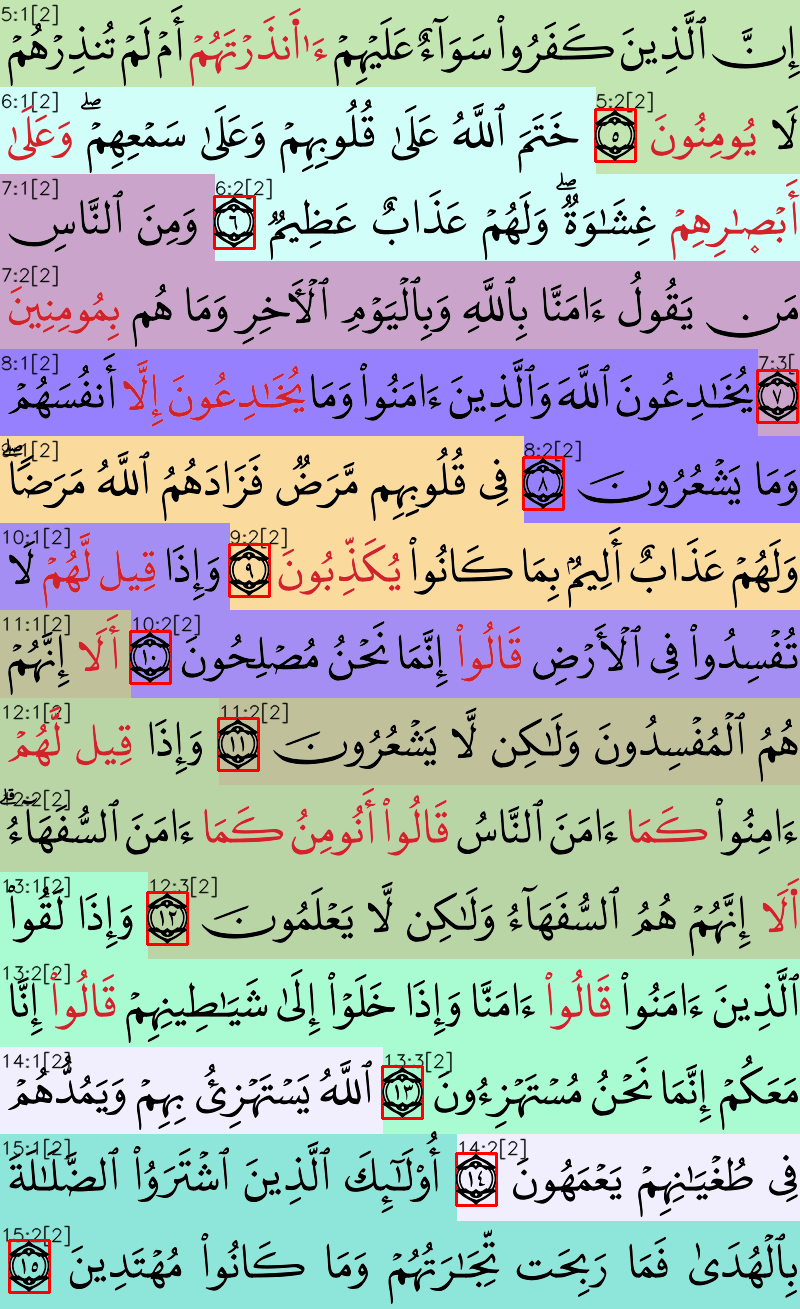 5:1[2] إِنَّ ٱلَّذِينَ كَفَرُوا۟ سَوَآءٌ عَلَيْهِمْ ءَا۬نذَرْتَهُمْ أَمْ لَمْ تُنذِرْهُمْ
لَا يُومِنُونَ ٥ 5:2[2] خَتَمَ ٱللَّهُ عَلَىٰ قُلُوبِهِمْ وَعَلَىٰ سَمْعِهِمْۖ وَعَلَىٰ 6:1[2]
أَبْصَـٰرِهِمْ غِشَـٰوَةٌۖ وَلَهُمْ عَذَابٌ عَظِيمٌ ٦ 6:2[2] وَمِنَ ٱلنَّاسِ 7:1[2]
مَن يَقُولُ ءَامَنَّا بِٱللَّهِ وَبِٱلْيَوْمِ ٱلْأَخِرِ وَمَا هُم بِمُومِنِينَ 7:2[2]
٧ 7:3[ يُخَـٰدِعُونَ ٱللَّهَ وَٱلَّذِينَ ءَامَنُوا۟ وَمَا يُخَـٰدِعُونَ إِلَّا أَنفُسَهُمْ 8:1[2]
وَمَا يَشْعُرُونَ ٨ 8:2[2] فِى قُلُوبِهِم مَّرَضٌ فَزَادَهُمُ ٱللَّهُ مَرَضًاۖ
وَلَهُمْ عَذَابٌ أَلِيمٌ بِمَا كَانُوا۟ يُكَذِّبُونَ ٩ 9:2[2] وَإِذَا قِيل لَّهُمْ لَا 10:1[2]
تُفْسِدُوا۟ فِى ٱلْأَرْضِ قَالُوا۟ إِنَّمَا نَحْنُ مُصْلِحُونَ ١٠ 10:2[2] أَلَا إِنَّهُمْ 11:1[2]
هُمُ ٱلْمُفْسِدُونَ وَلَـٰكِن لَّا يَشْعُرُونَ ١١ 11:2[2] وَإِذَا قِيل لَّهُمْ 12:1[2]
ءَامِنُوا۟ كَمَا ءَامَنَ ٱلنَّاسُ قَالُوا۟ أَنُومِنُ كَمَا ءَامَنَ ٱلسُّفَهَآءُۗ 12:2[2]
أَلَا إِنَّهُمْ هُمُ ٱلسُّفَهَآءُ وَلَـٰكِن لَّا يَعْلَمُونَ ١٢ 12:3[2] وَإِذَا لَقُوا۟ 13:1[2]
ٱلَّذِينَ ءَامَنُوا۟ قَالُوا۟ ءَامَنَّا وَإِذَا خَلَوْا۟ إِلَىٰ شَيَـٰطِينِهِمْ قَالُوا۟ إِنَّا 13:2[2]
مَعَكُمْ إِنَّمَا نَحْنُ مُسْتَهْزِءُونَ ١٣ 13:3[2] ٱللَّهُ يَسْتَهْزِئُ بِهِمْ وَيَمُدُّهُمْ 14:1[2]
فِى طُغْيَـٰنِهِمْ يَعْمَهُونَ ١٤ 14:2[2] أُو۟لَـٰٓئِكَ ٱلَّذِينَ ٱشْتَرَوُا۟ ٱلضَّلَـٰلَةَ 15:1[2]
بِٱلْهُدَىٰ فَمَا رَبِحَت تِّجَـٰرَتُهُمْ وَمَا كَانُوا۟ مُهْتَدِينَ ١٥ 15:2[2]